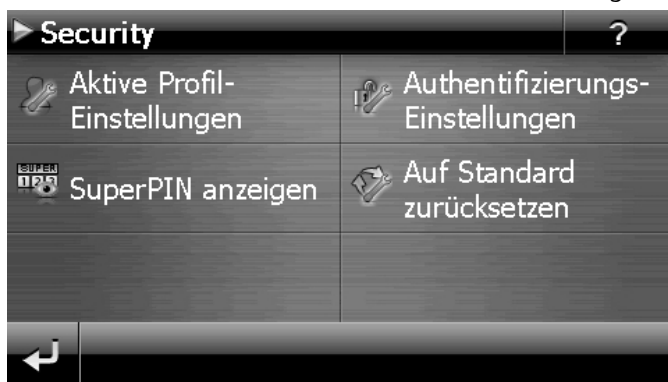 Security
?
Aktive Profil-
Einstellungen
Authentifizierungs-
Einstellungen
SUPER
123
SuperPIN anzeigen
Auf Standard
zurücksetzen